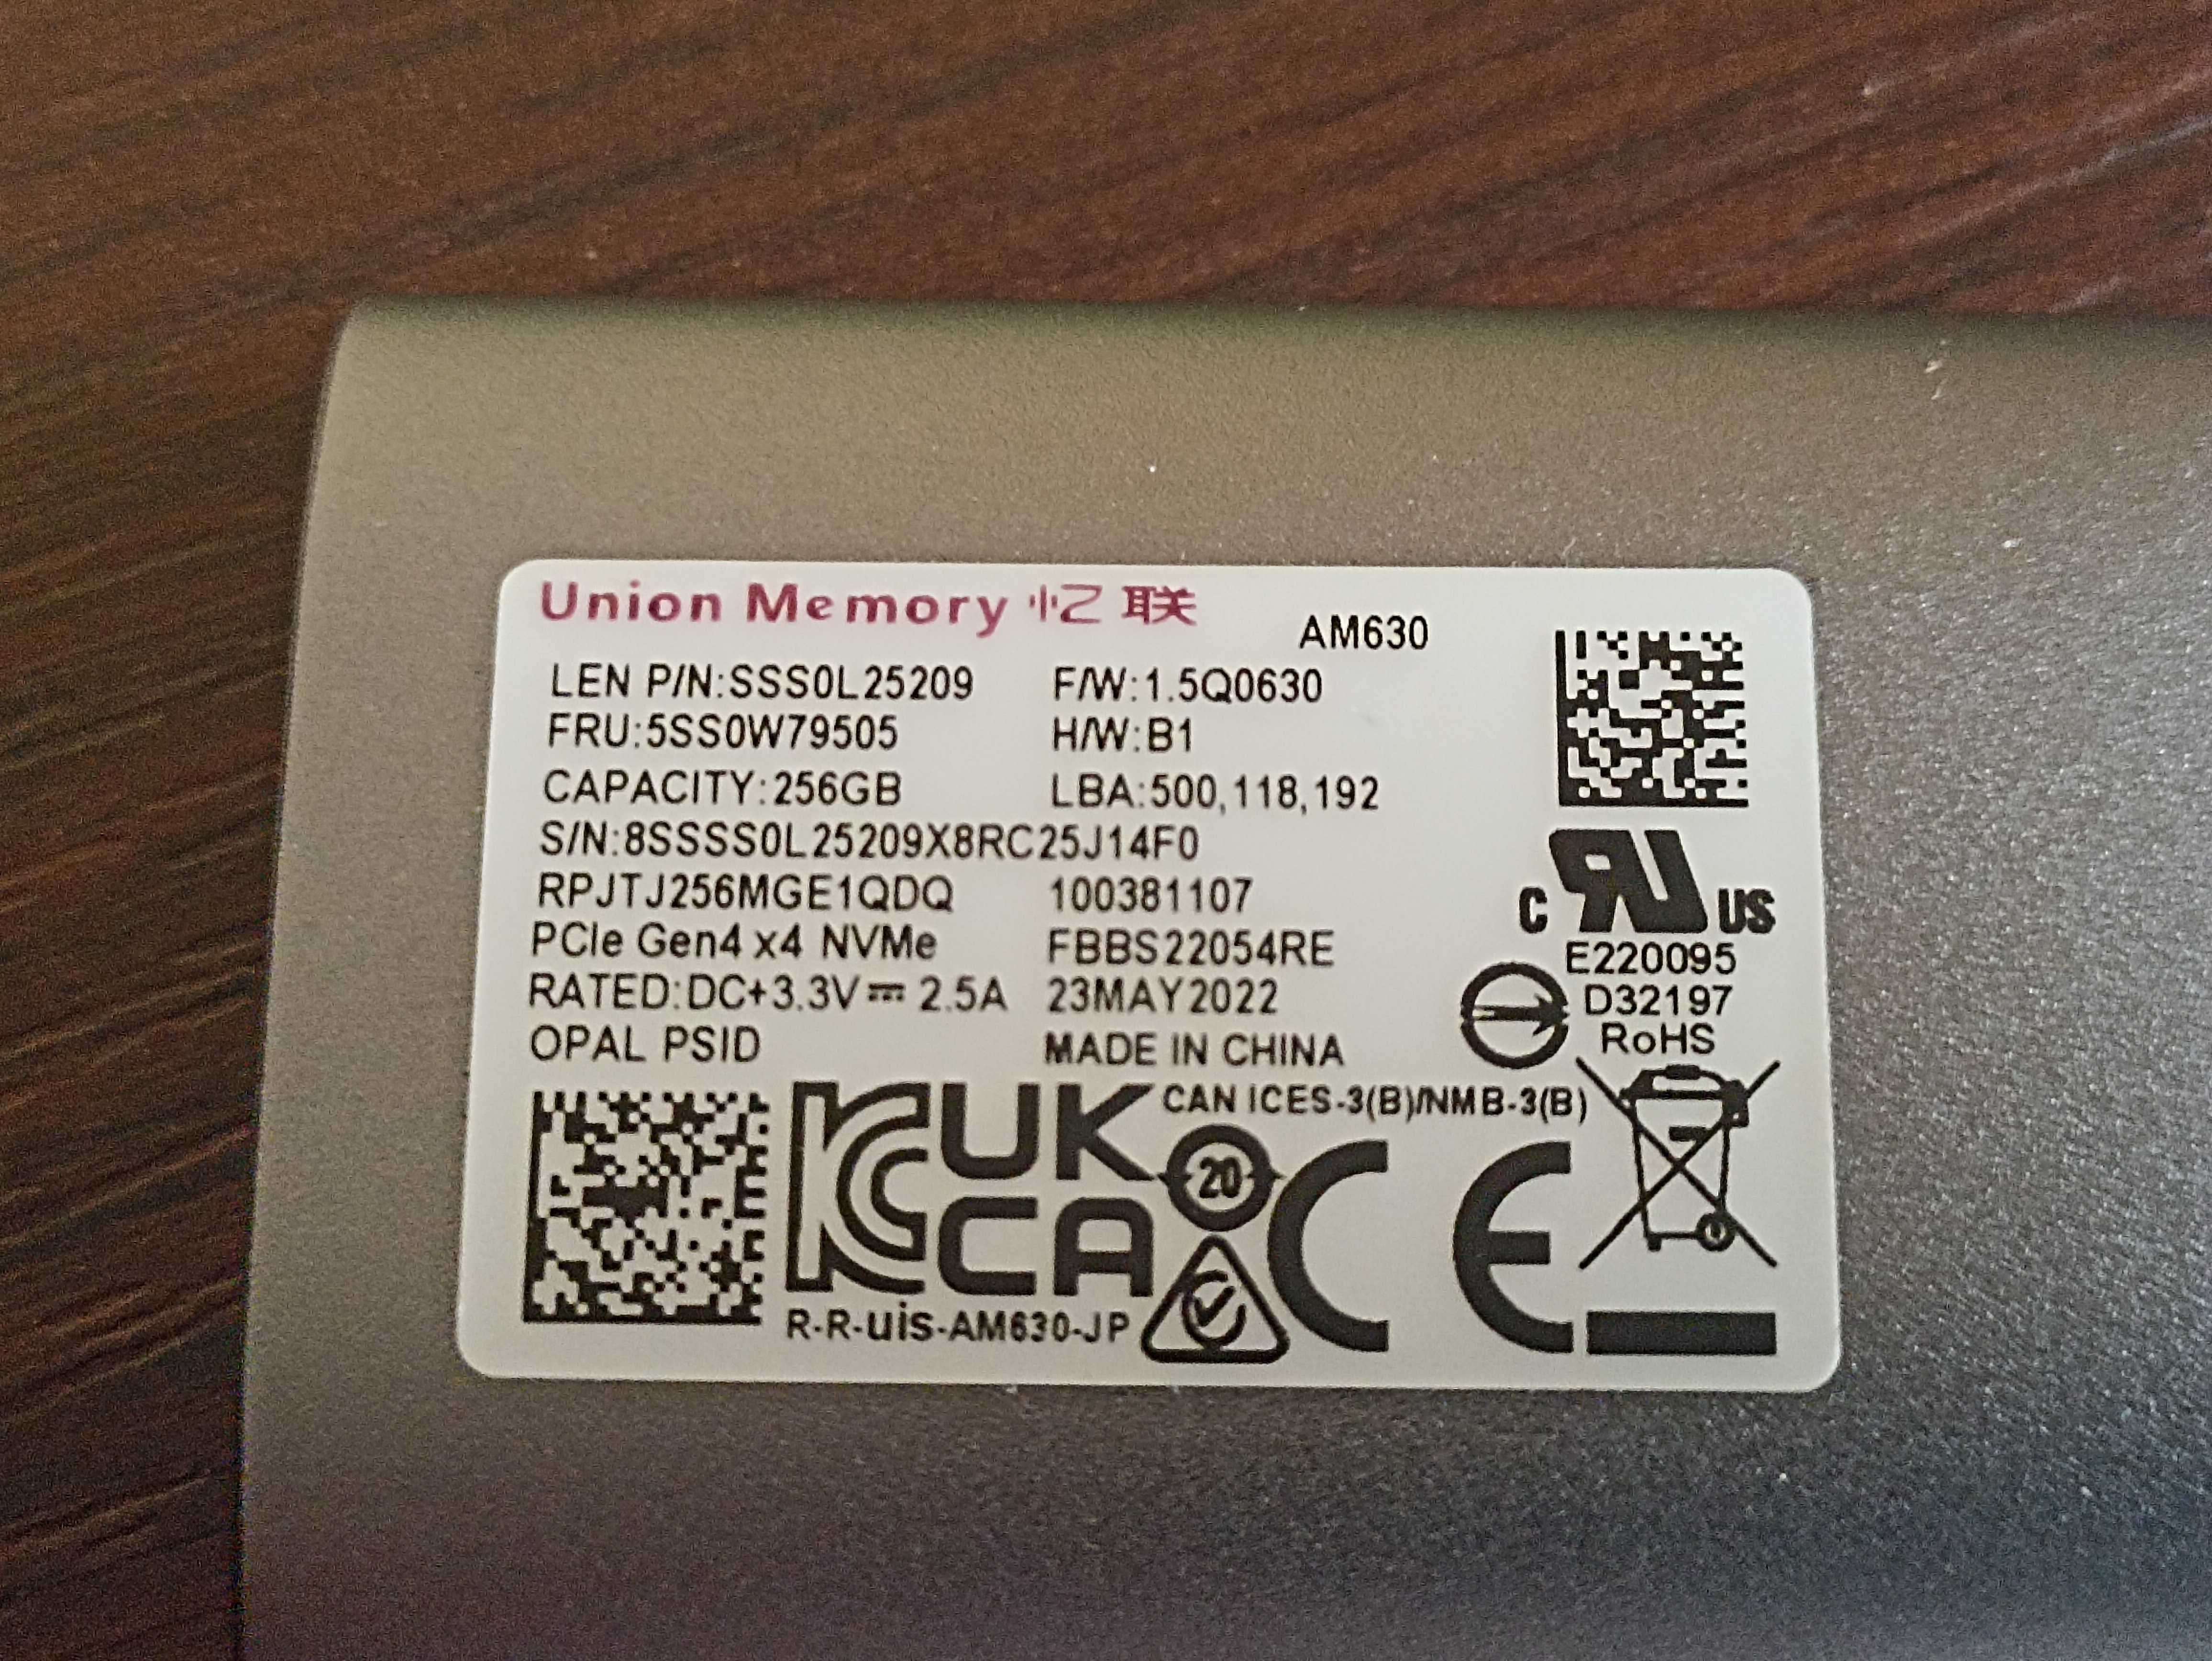 Union Memory 忆联
AM630
LEN P/N:SSS0L25209 F/W:1.5Q0630
FRU:5SS0W79505 H/W:B1
CAPACITY:256GB LBA:500,118,192
S/N:8SSSS0L25209X8RC25J14F0
RPJTJ256MGE1QDQ 100381107
PCIe Gen4 x4 NVMe FBBS22054RE
RATED:DC+3.3V⎓ 2.5A 23MAY2022
OPAL PSID MADE IN CHINA
C RU US
E220095
D32197
RoHS
CAN ICES-3(B)/NMB-3(B)
KC
UK
CA
20
CE
R-R-uis-AM630-JP